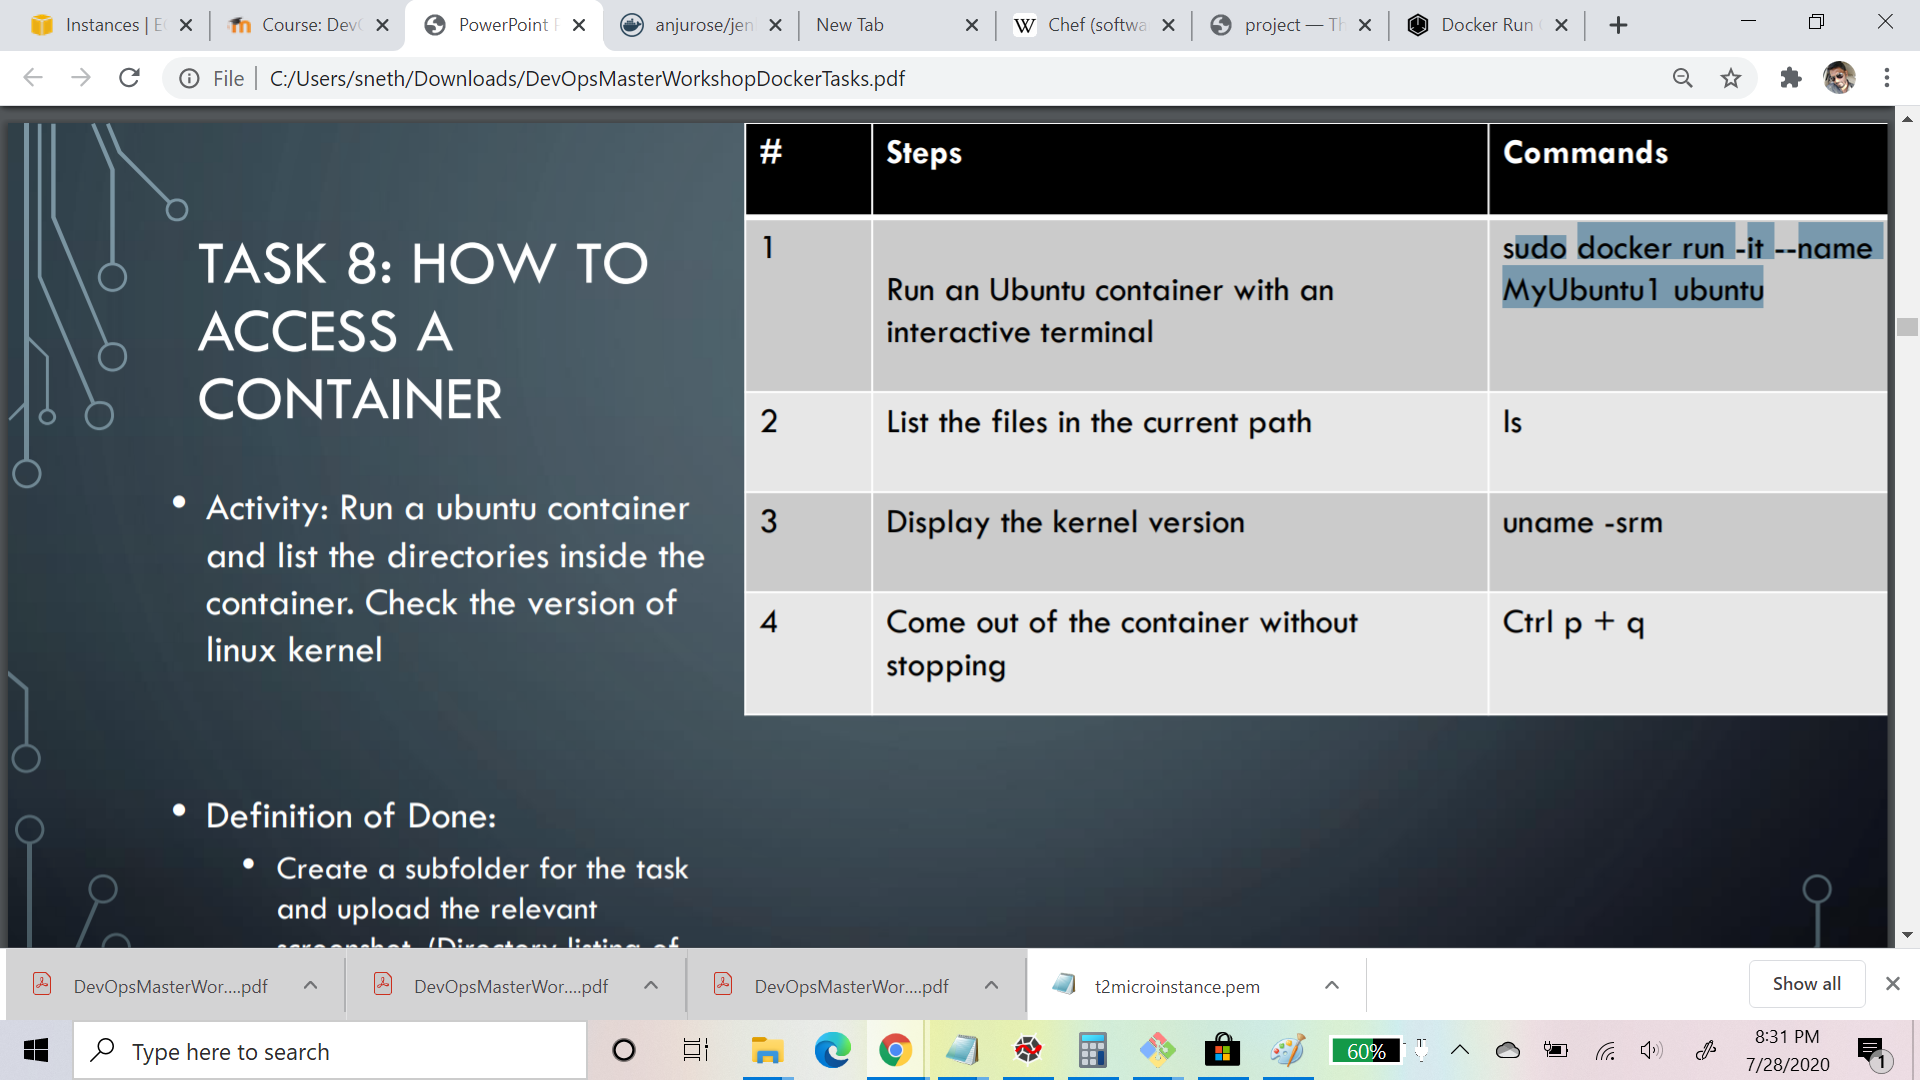 Instances | E
Course: Dev
PowerPoint
anjurose/jen
New Tab
W Chef (softwa
project — Th
Docker Run
File C:/Users/sneth/Downloads/DevOpsMasterWorkshopDockerTasks.pdf
TASK 8: HOW TO
ACCESS A
CONTAINER
• Activity: Run a ubuntu container
and list the directories inside the
container. Check the version of
linux kernel
• Definition of Done:
• Create a subfolder for the task
and upload the relevant
screenshot. (Directory listing of
# Steps Commands
1 Run an Ubuntu container with an
interactive terminal
sudo docker run -it --name
MyUbuntu1 ubuntu
2 List the files in the current path ls
3 Display the kernel version uname -srm
4 Come out of the container without
stopping
Ctrl p + q
DevOpsMasterWor....pdf
DevOpsMasterWor....pdf
DevOpsMasterWor....pdf
t2microinstance.pem
Show all
Type here to search
60%
8:31 PM
7/28/2020
1